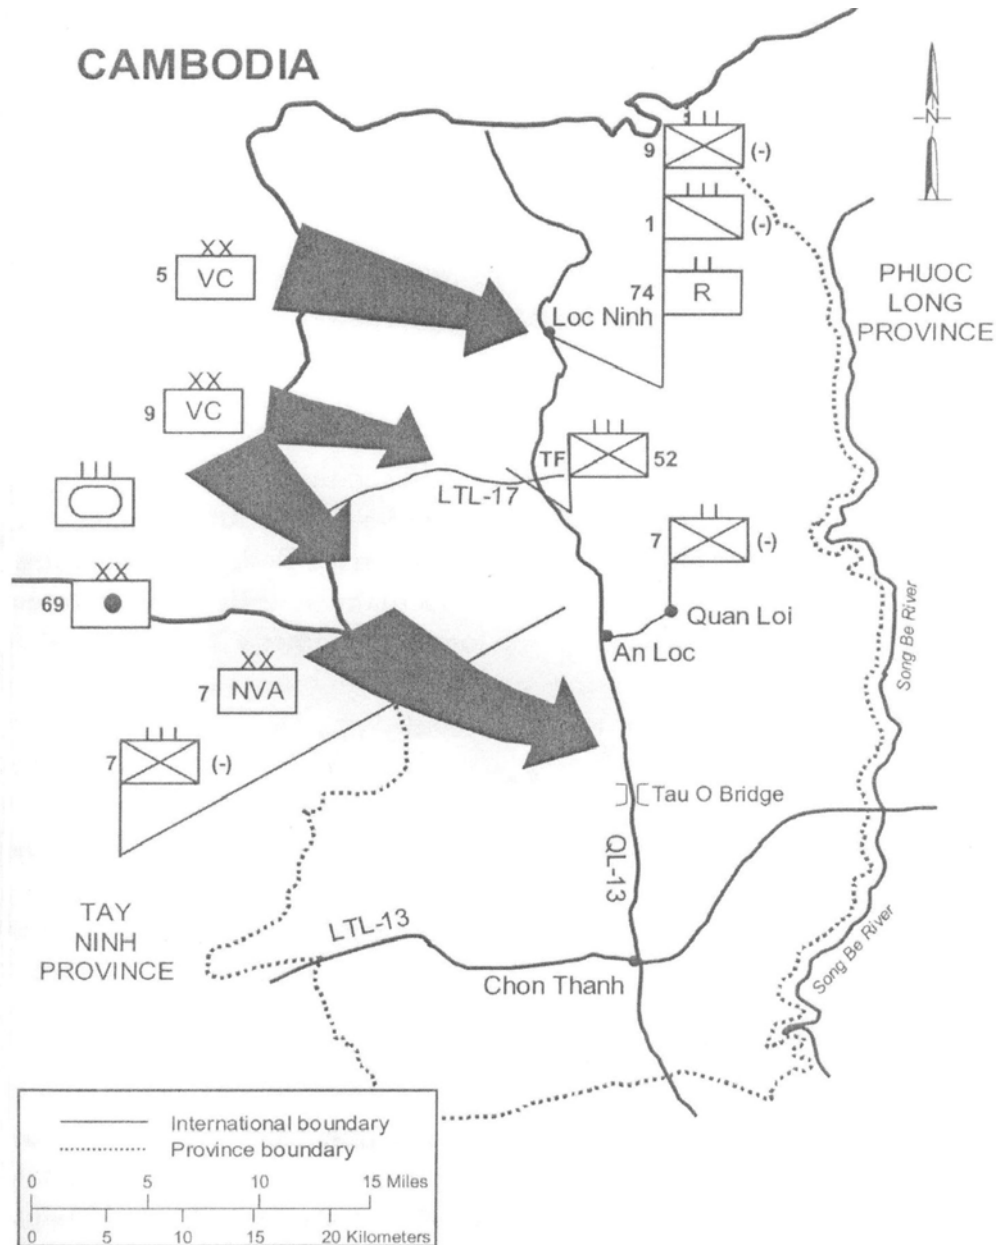 CAMBODIA
N
9 (-)
1 (-)
74 R
XX
5 VC
Loc Ninh
PHUOC
LONG
PROVINCE
XX
9 VC
TF 52
LTL-17
7 (-)
XX
69
Quan Loi
An Loc
Song Be River
XX
7 NVA
7 (-)
Tau O Bridge
QL-13
TAY
NINH
PROVINCE
LTL-13
Chon Thanh
Song Be River
International boundary
Province boundary
0 5 10 15 Miles
0 5 10 15 20 Kilometers